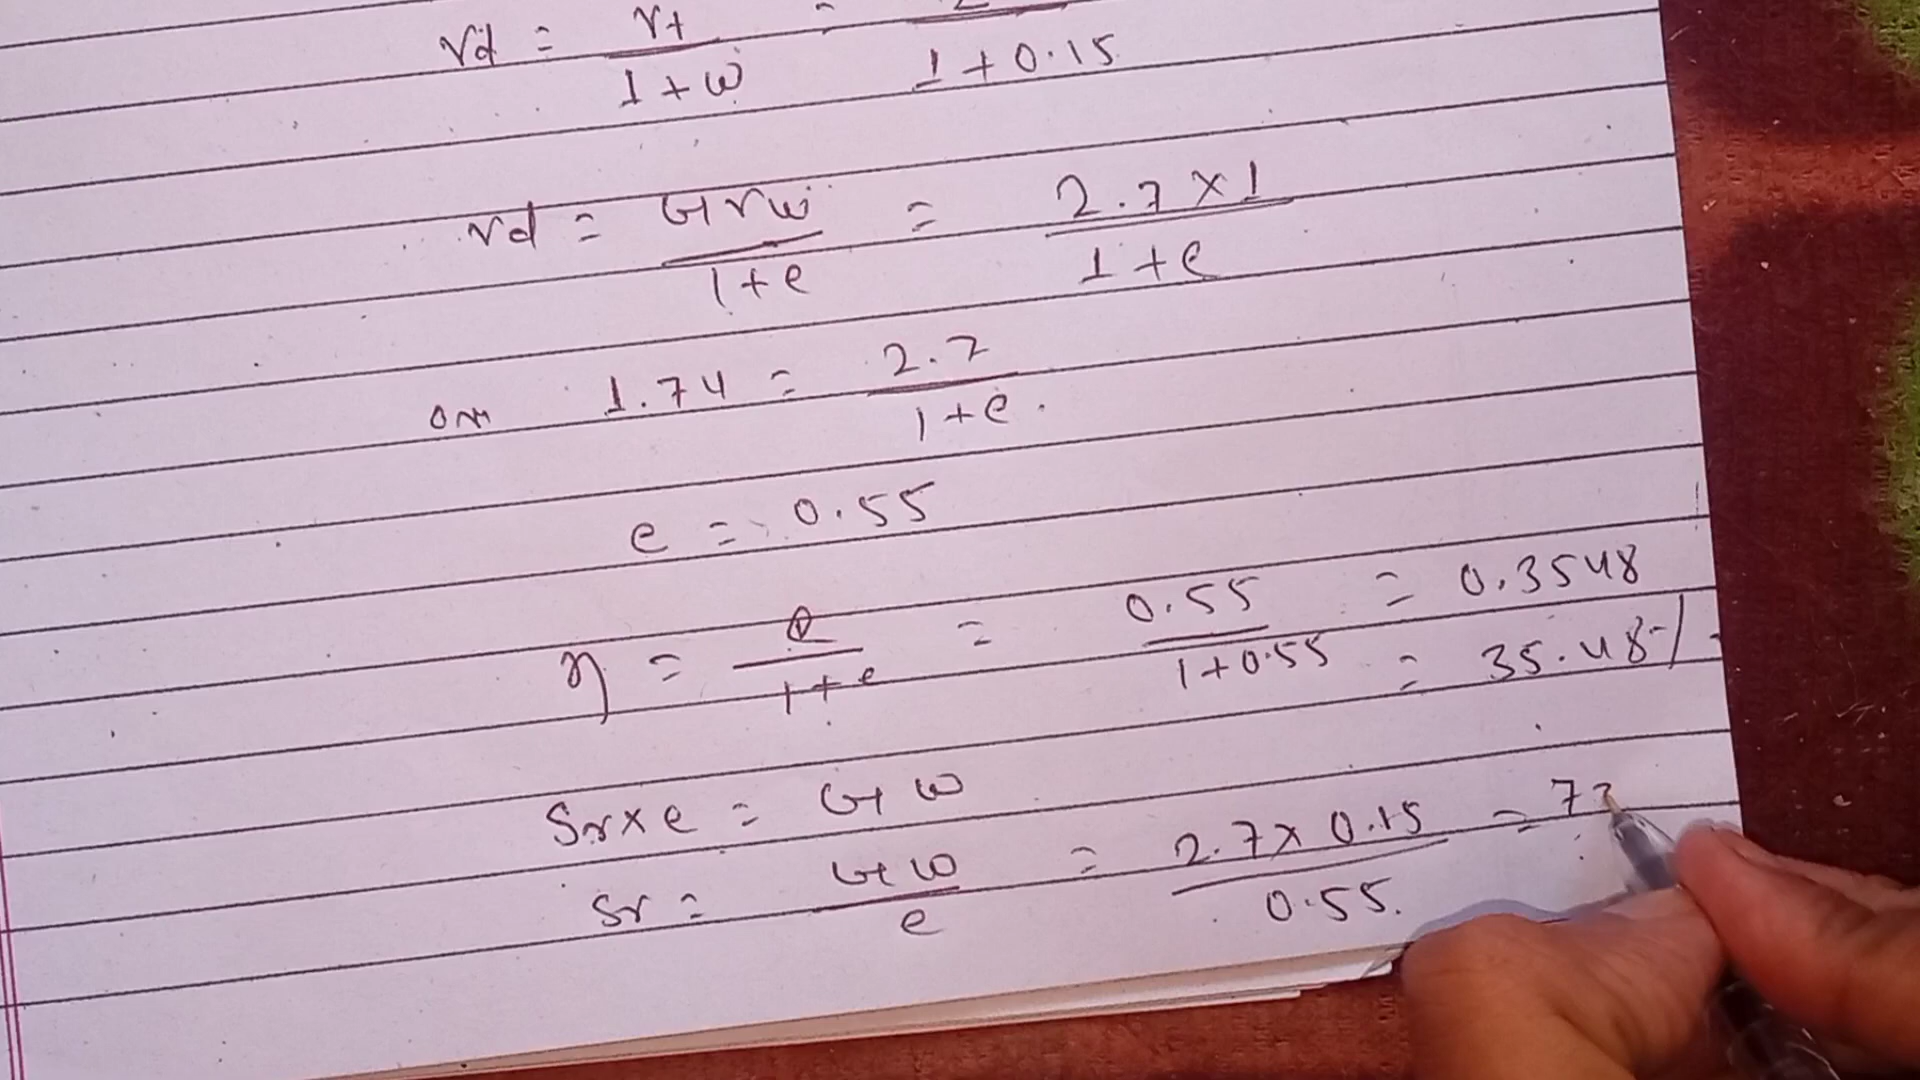 γd = γt / 1 + w = / 1 + 0.15
γd = Gγw / 1 + e = 2.7 × 1 / 1 + e
or 1.74 = 2.7 / 1 + e .
e = 0.55
η = e / 1 + e = 0.55 / 1 + 0.55 = 0.3548
= 35.48 %
Sr × e = G w
Sr = G w / e = 2.7 × 0.15 / 0.55 = 7